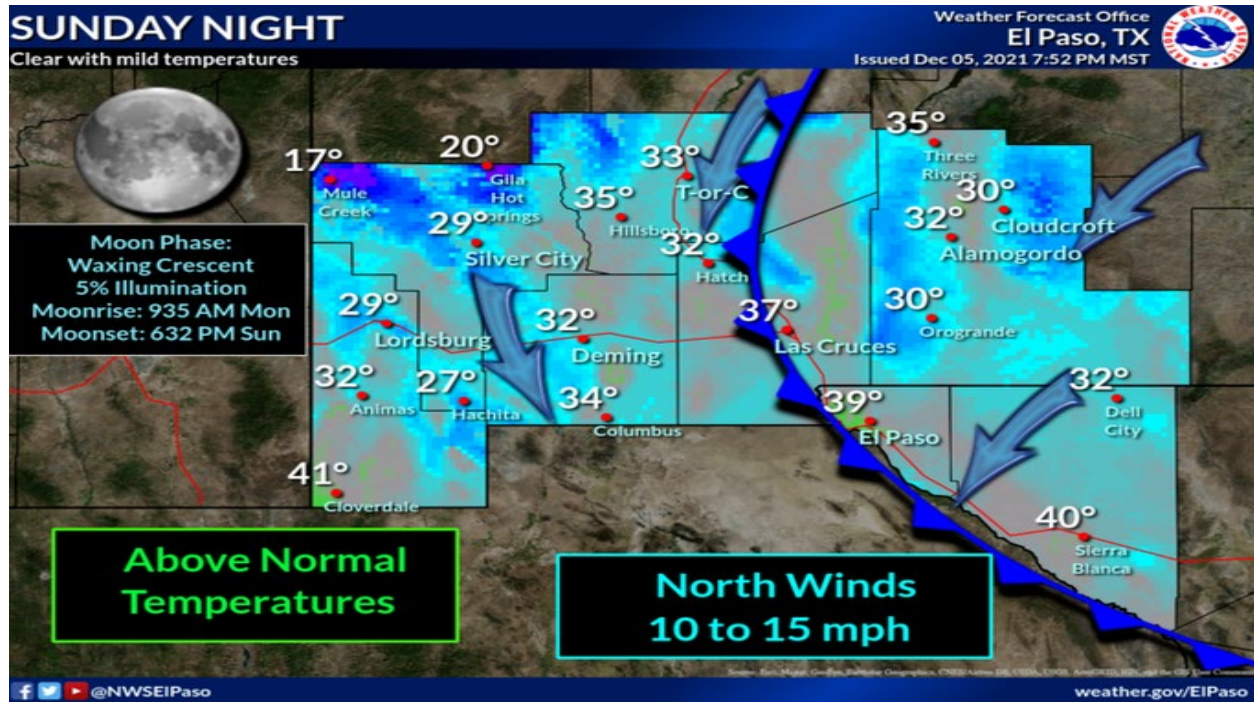 SUNDAY NIGHT
Clear with mild temperatures
Weather Forecast Office
El Paso, TX
Issued Dec 05, 2021 7:52 PM MST
NATIONAL WEATHER SERVICE
Moon Phase:
Waxing Crescent
5% Illumination
Moonrise: 935 AM Mon
Moonset: 632 PM Sun
17°
Mule
Creek
20°
Gila
Hot
Springs
29°
Silver City
35°
Hillsboro
33°
T-or-C
32°
Hatch
35°
Three
Rivers
30°
Cloudcroft
32°
Alamogordo
30°
Orogrande
29°
Lordsburg
32°
Deming
37°
Las Cruces
32°
Animas
27°
Hachita
34°
Columbus
39°
El Paso
32°
Dell
City
41°
Cloverdale
40°
Sierra
Blanca
Above Normal
Temperatures
North Winds
10 to 15 mph
@NWSElPaso
weather.gov/ElPaso